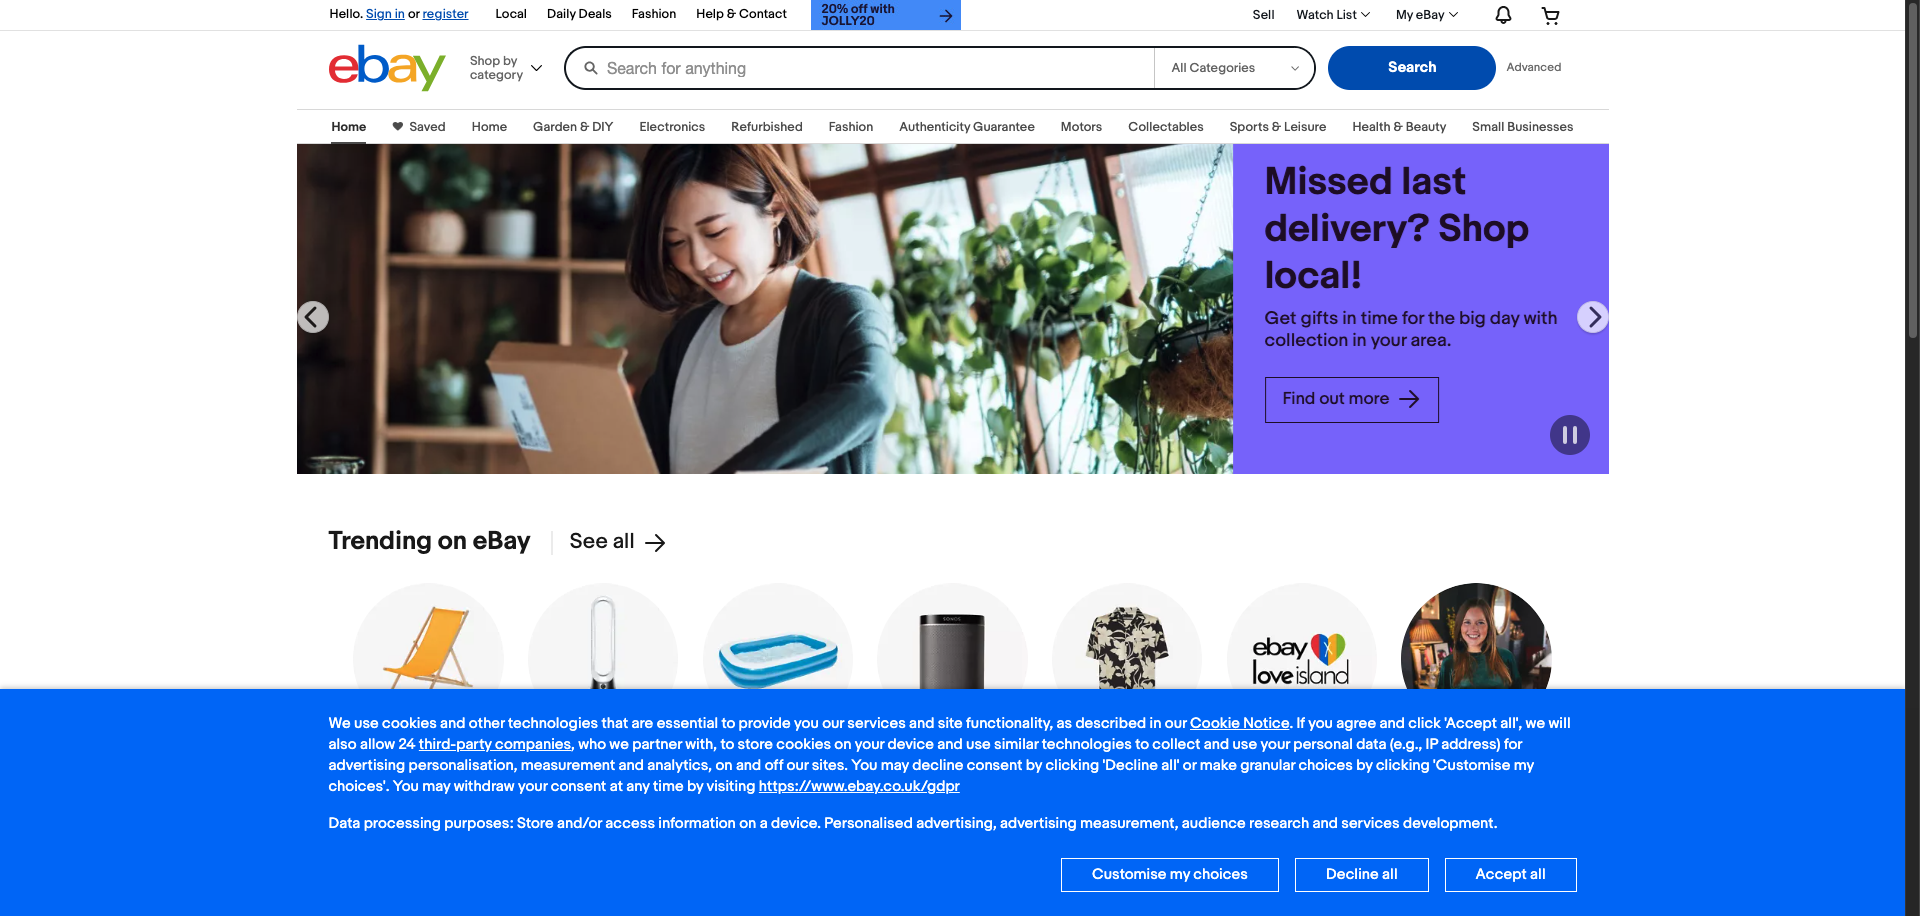 Hello. Sign in or register
Local
Daily Deals
Fashion
Help & Contact
20% off with
JOLLY20
Sell
Watch List
My eBay
ebay
Shop by
category
Search for anything
All Categories
Search
Advanced
Home
Saved
Home
Garden & DIY
Electronics
Refurbished
Fashion
Authenticity Guarantee
Motors
Collectables
Sports & Leisure
Health & Beauty
Small Businesses
Missed last
delivery? Shop
local!
Get gifts in time for the big day with
collection in your area.
Find out more
Trending on eBay
See all
SONOS
ebay
love island
We use cookies and other technologies that are essential to provide you our services and site functionality, as described in our Cookie Notice. If you agree and click 'Accept all', we will
also allow 24 third-party companies, who we partner with, to store cookies on your device and use similar technologies to collect and use your personal data (e.g., IP address) for
advertising personalisation, measurement and analytics, on and off our sites. You may decline consent by clicking 'Decline all' or make granular choices by clicking 'Customise my
choices'. You may withdraw your consent at any time by visiting https://www.ebay.co.uk/gdpr
Data processing purposes: Store and/or access information on a device. Personalised advertising, advertising measurement, audience research and services development.
Customise my choices
Decline all
Accept all